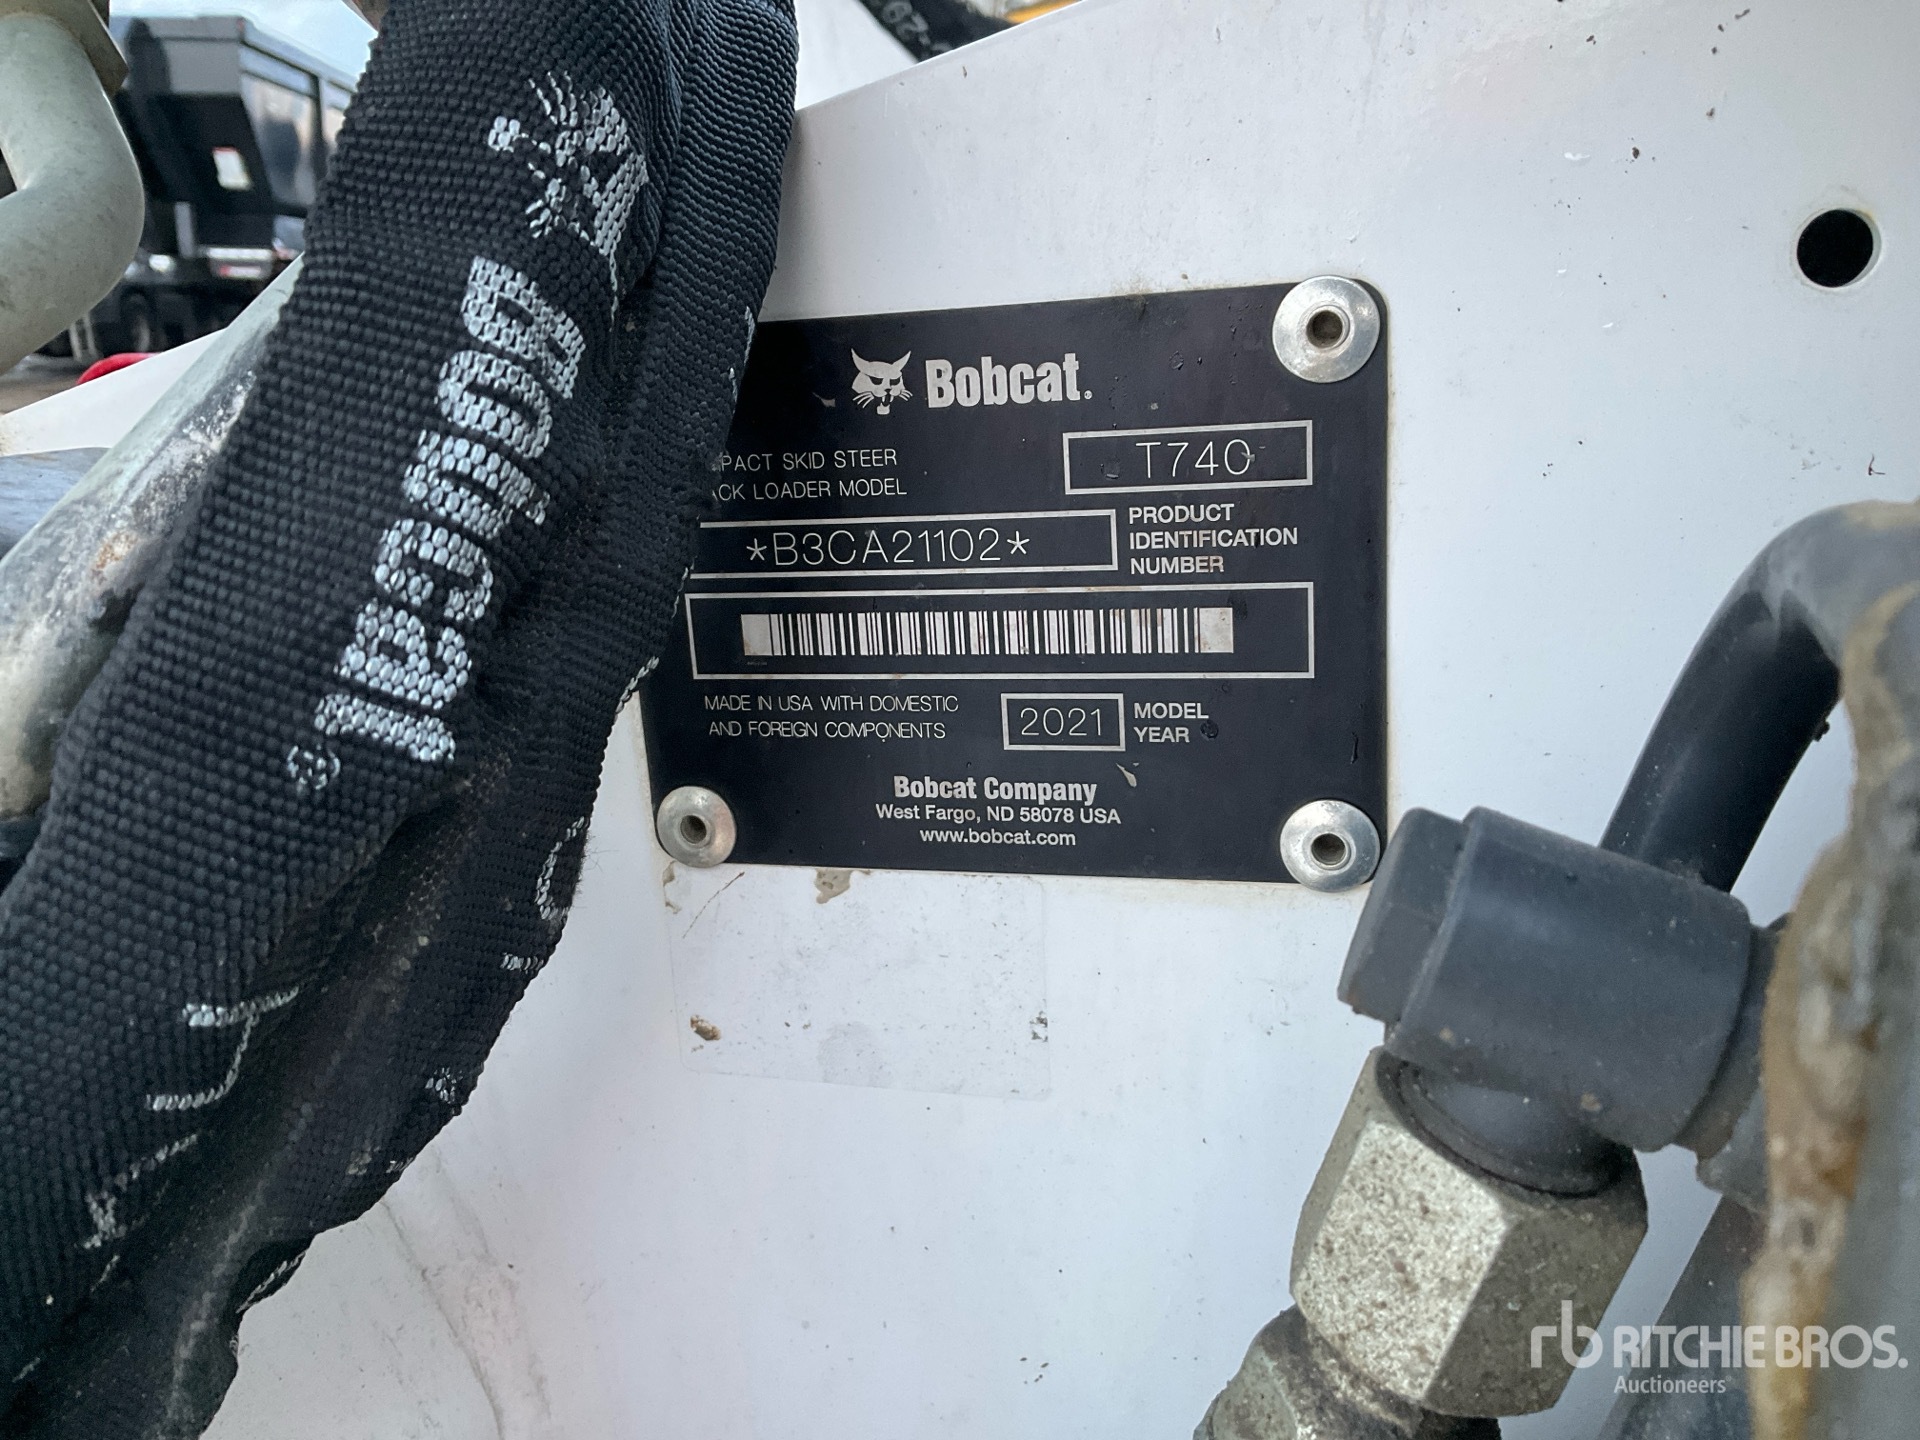 Bobcat®
Bobcat.
PACT SKID STEER
ACK LOADER MODEL
T740
*B3CA21102*
PRODUCT
IDENTIFICATION
NUMBER
MADE IN USA WITH DOMESTIC
AND FOREIGN COMPONENTS
2021
MODEL
YEAR
Bobcat Company
West Fargo, ND 58078 USA
www.bobcat.com
rb RITCHIE BROS.
Auctioneers